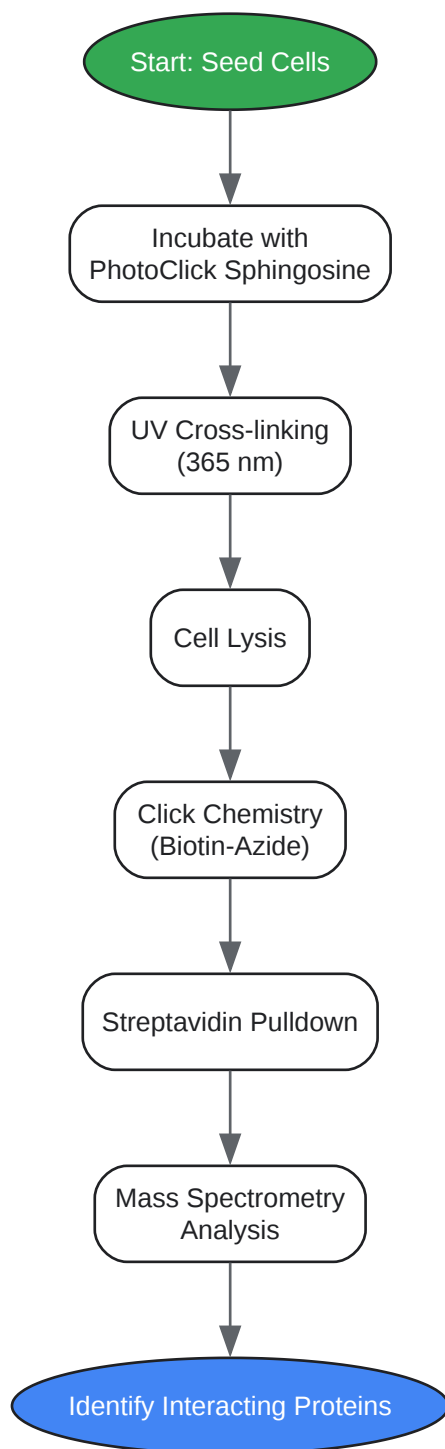 Start: Seed Cells
Incubate with
PhotoClick Sphingosine
UV Cross-linking
(365 nm)
Cell Lysis
Click Chemistry
(Biotin-Azide)
Streptavidin Pulldown
Mass Spectrometry
Analysis
Identify Interacting Proteins